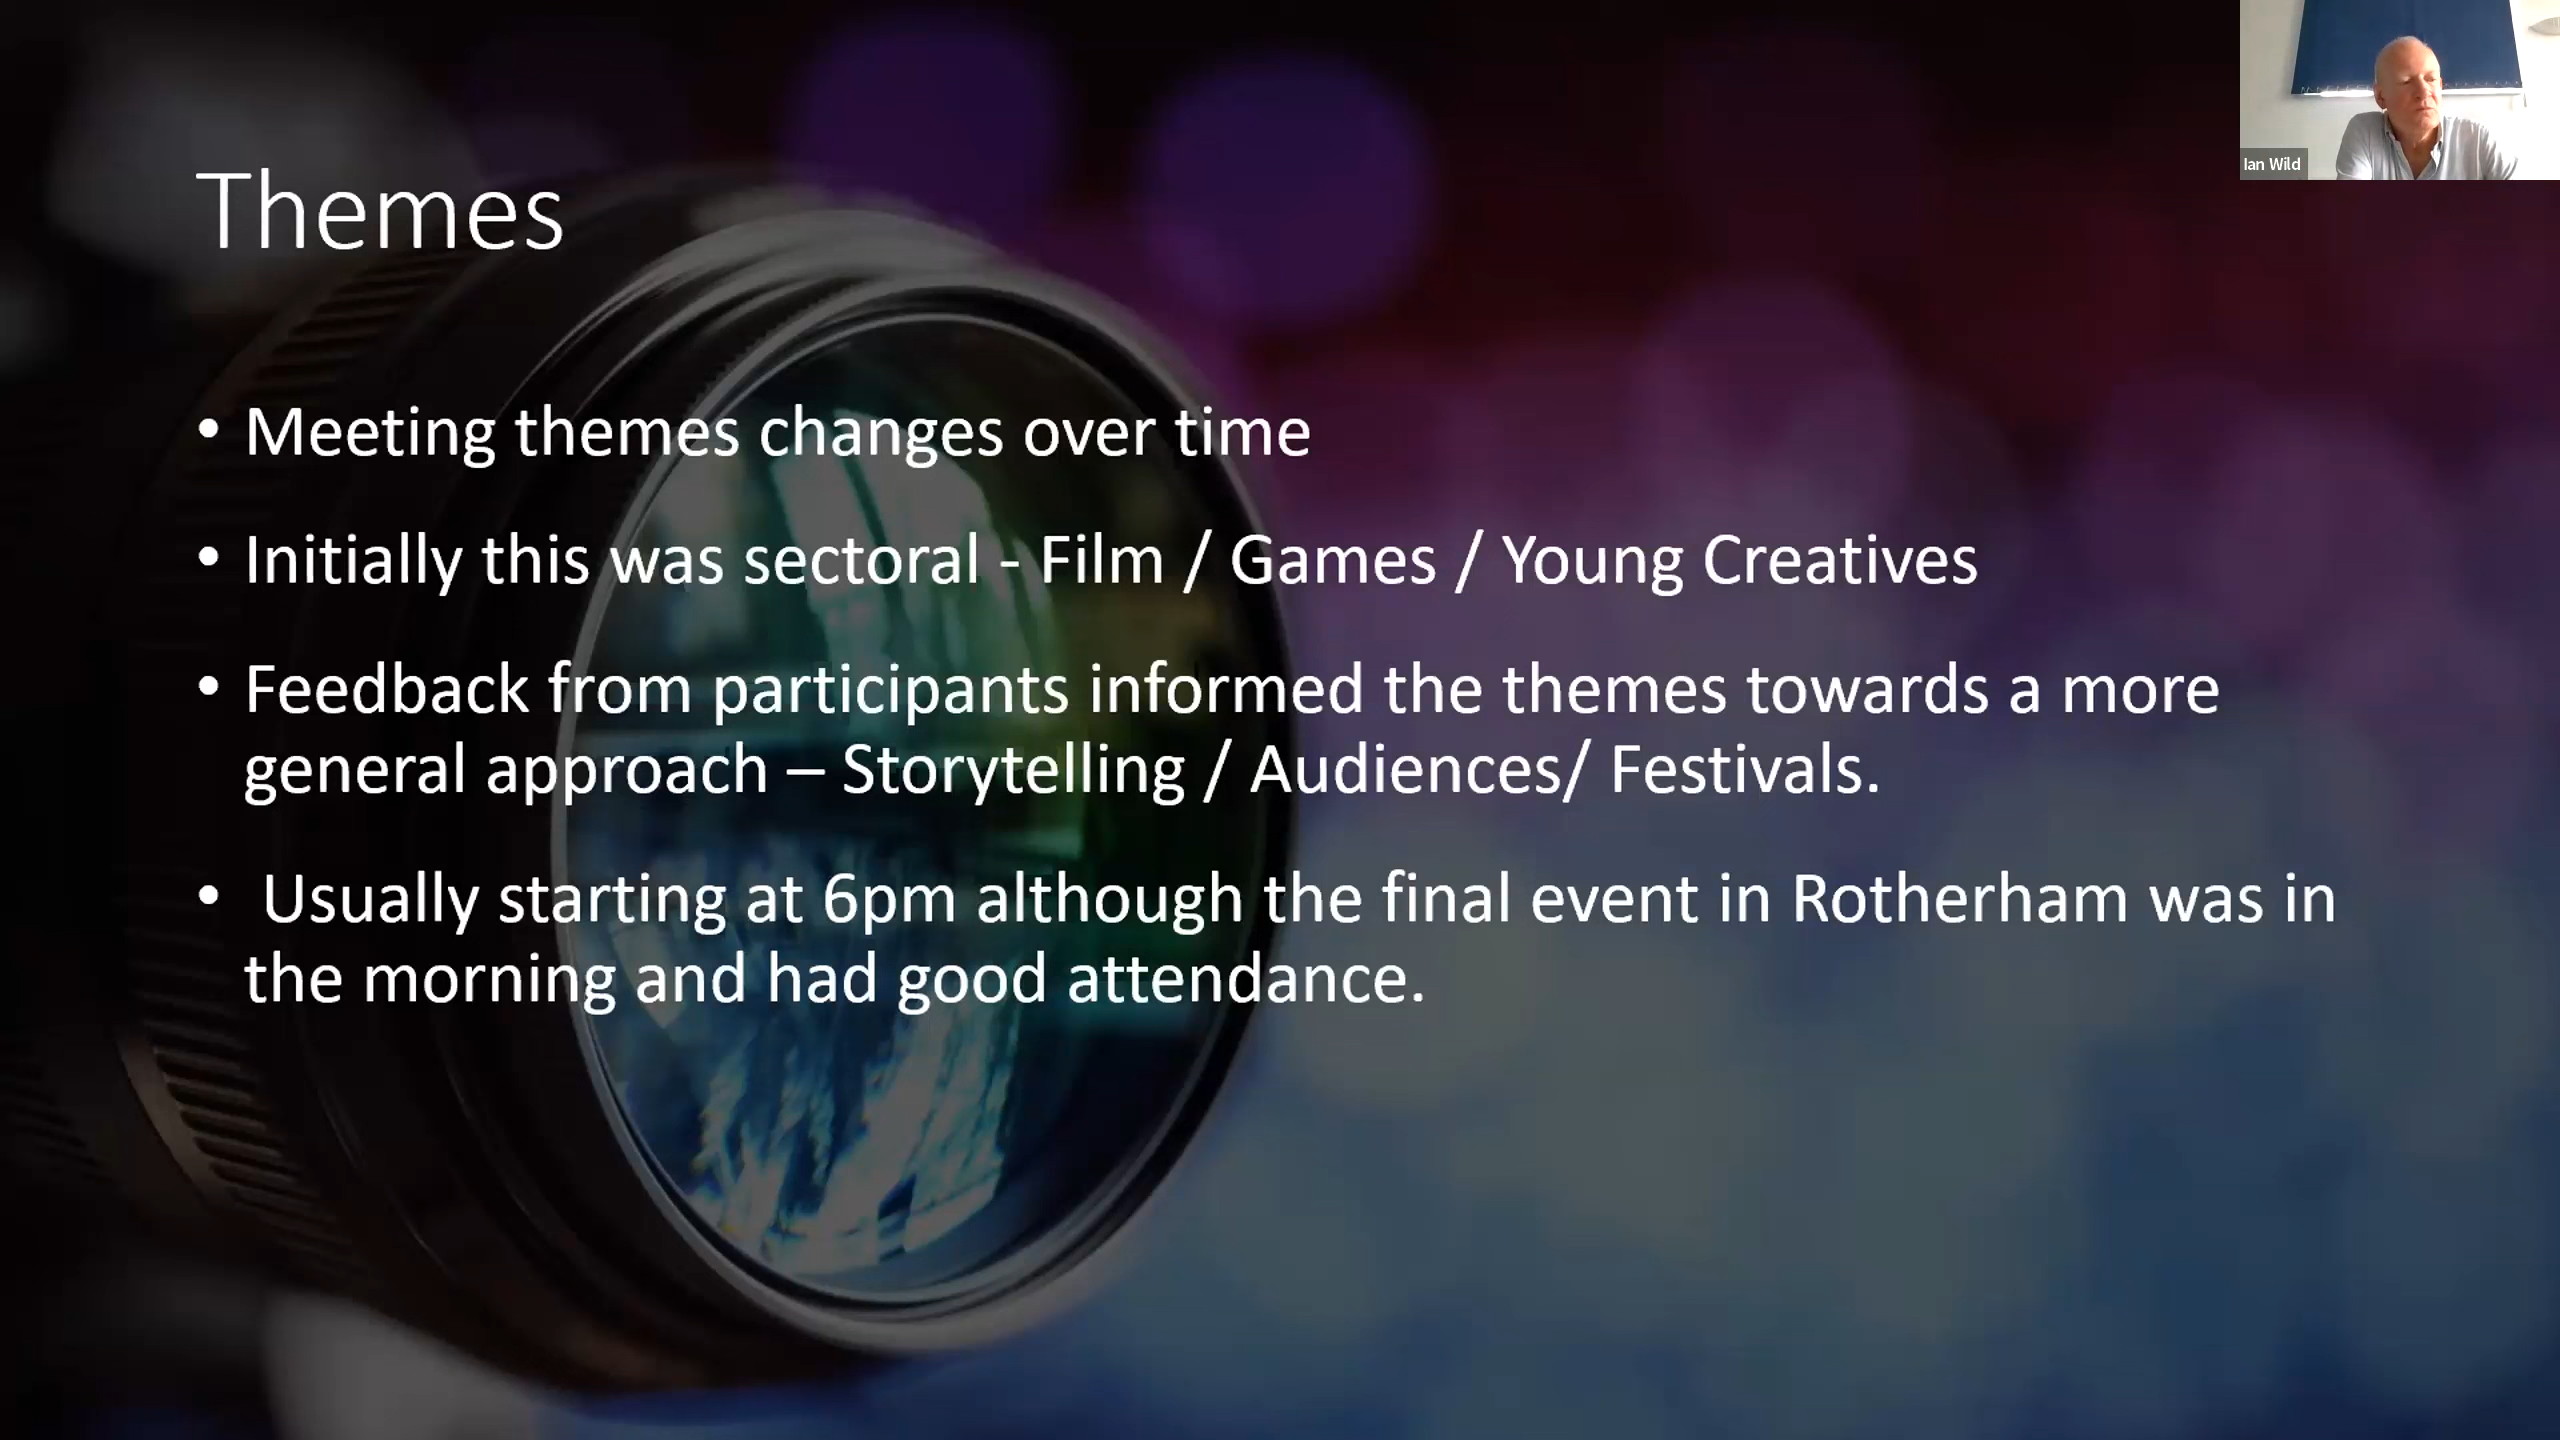 Ian Wild
Themes
• Meeting themes changes over time
• Initially this was sectoral - Film / Games / Young Creatives
• Feedback from participants informed the themes towards a more
general approach – Storytelling / Audiences/ Festivals.
• Usually starting at 6pm although the final event in Rotherham was in
the morning and had good attendance.